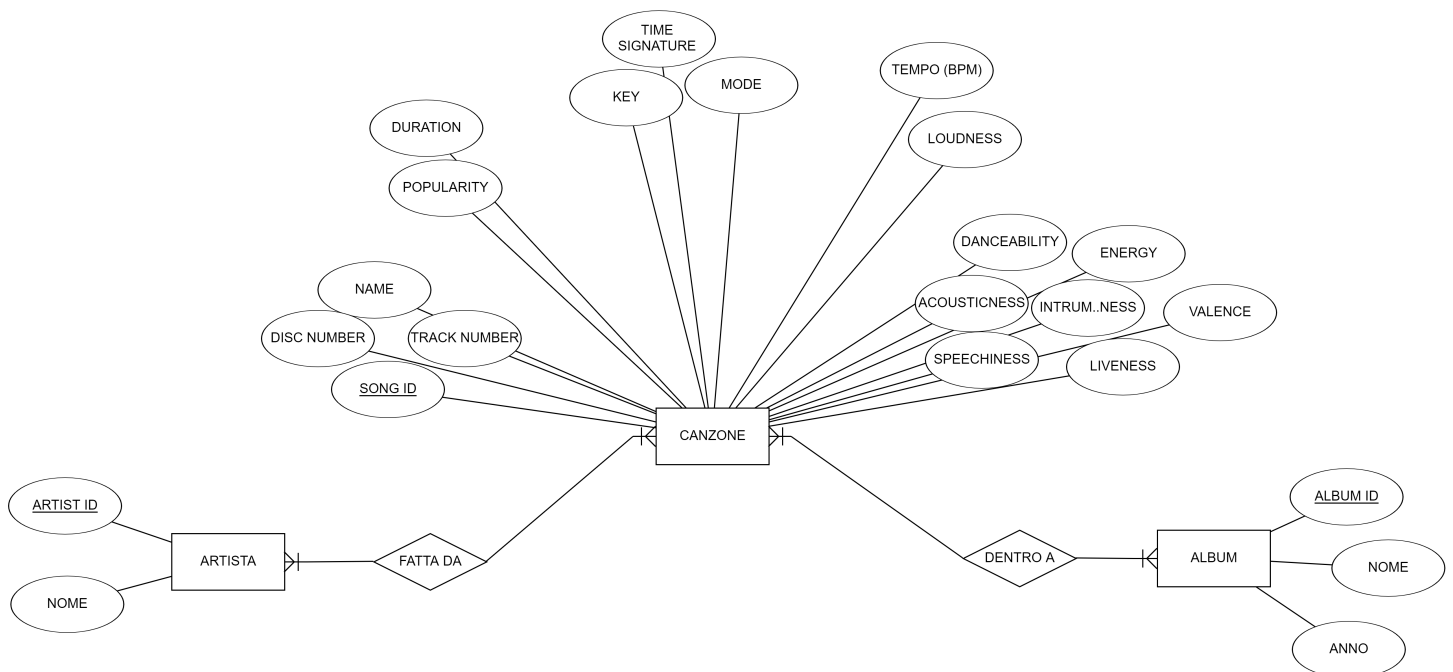 TIME
SIGNATURE
TEMPO (BPM)
KEY
MODE
DURATION
LOUDNESS
POPULARITY
DANCEABILITY
ENERGY
NAME
ACOUSTICNESS
INTRUM..NESS
VALENCE
DISC NUMBER
TRACK NUMBER
SPEECHINESS
LIVENESS
SONG ID
CANZONE
ARTIST ID
ALBUM ID
ARTISTA
FATTA DA
DENTRO A
ALBUM
NOME
NOME
ANNO